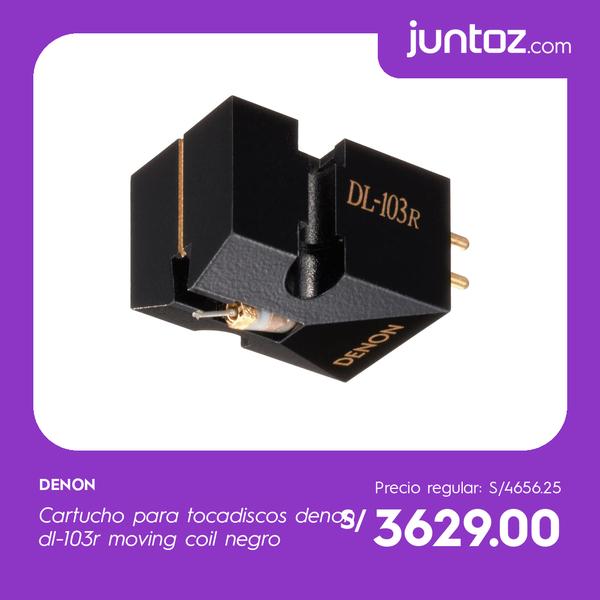 juntoz.com
DL-103R
DENON
DENON
Precio regular: S/4656.25
Cartucho para tocadiscos denon
dl-103r moving coil negro
S/ 3629.00